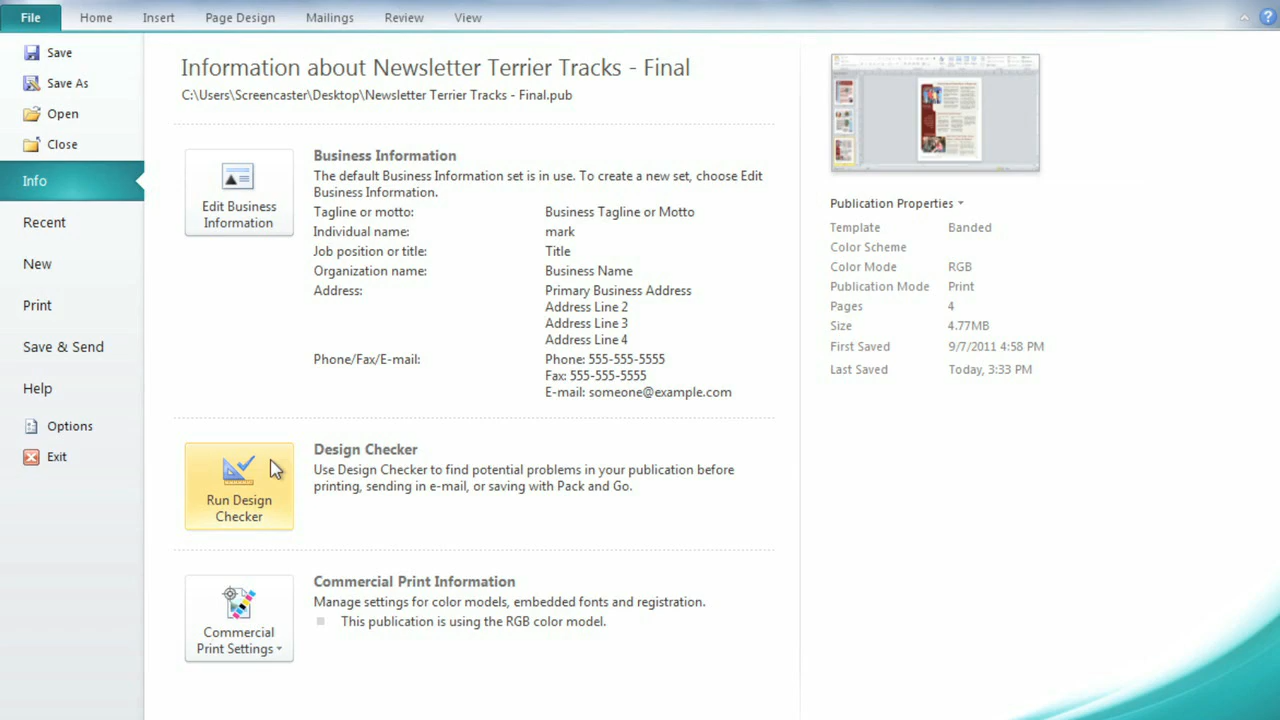 File Home Insert Page Design Mailings Review View
Save
Save As
Open
Close
Info
Recent
New
Print
Save & Send
Help
Options
Exit
Information about Newsletter Terrier Tracks - Final
C:\Users\Screencaster\Desktop\Newsletter Terrier Tracks - Final.pub
Edit Business
Information
Business Information
The default Business Information set is in use. To create a new set, choose Edit
Business Information.
Tagline or motto: Business Tagline or Motto
Individual name: mark
Job position or title: Title
Organization name: Business Name
Address: Primary Business Address
Address Line 2
Address Line 3
Address Line 4
Phone/Fax/E-mail: Phone: 555-555-5555
Fax: 555-555-5555
E-mail: someone@example.com
Run Design
Checker
Design Checker
Use Design Checker to find potential problems in your publication before
printing, sending in e-mail, or saving with Pack and Go.
Commercial
Print Settings
Commercial Print Information
Manage settings for color models, embedded fonts and registration.
This publication is using the RGB color model.
Publication Properties
Template Banded
Color Scheme
Color Mode RGB
Publication Mode Print
Pages 4
Size 4.77MB
First Saved 9/7/2011 4:58 PM
Last Saved Today, 3:33 PM